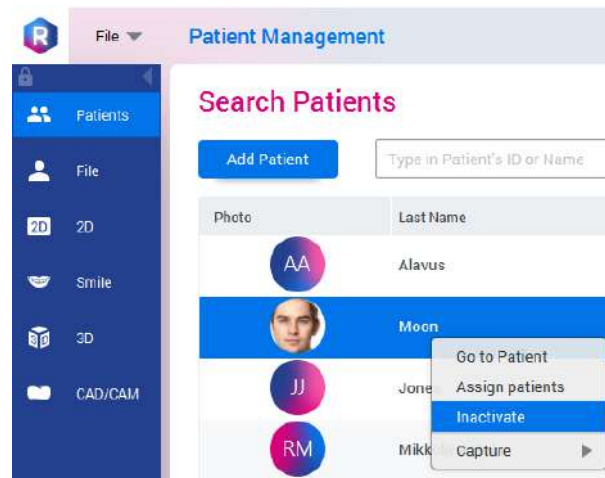 R File Patient Management
Patients
File
2D 2D
Smile
3D 3D
CAD/CAM
Search Patients
Add Patient Type in Patient's ID or Name
Photo Last Name
AA Alavus
Moon
JJ
RM
Go to Patient
Assign patients
Inactivate
Capture